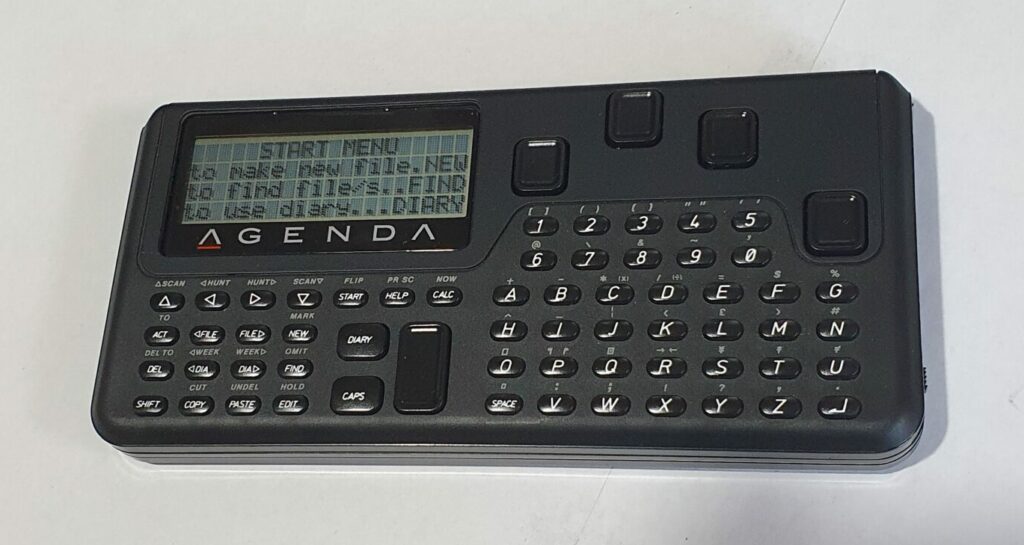 START MENU
to make new file.NEW
to find file/s..FIND
to use diary...DIARY
AGENDA
[ ] ( ) { } " " ' '
1 2 3 4 5
@ \ & ~ ,
6 7 8 9 0
△SCAN ◁HUNT HUNT▷ SCAN▽ FLIP PR SC NOW
△ ◁ ▷ ▽ START HELP CALC
+ – * (x) / (÷) = $ %
A B C D E F G
TO MARK
ACT ◁FILE FILE▷ NEW DIARY
^ _ ¦ < £ > #
H I J K L M N
DEL TO ◁WEEK WEEK▷ OMIT
DEL ◁DIA DIA▷ FIND
→←
O P Q R S T U
CUT UNDEL HOLD
SHIFT COPY PASTE EDIT CAPS
! ? , .
SPACE V W X Y Z ↵